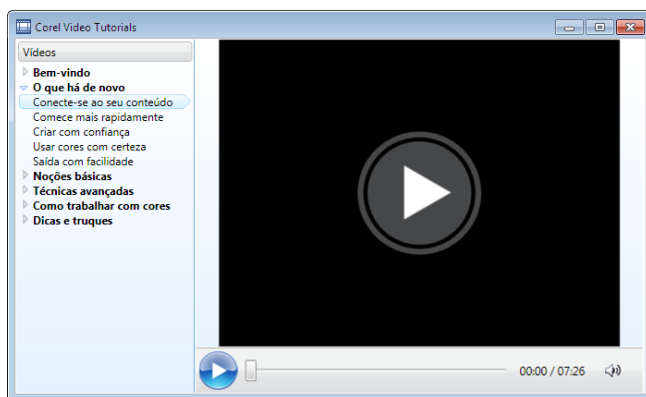 Corel Video Tutorials
Vídeos
Bem-vindo
O que há de novo
Conecte-se ao seu conteúdo
Comece mais rapidamente
Criar com confiança
Usar cores com certeza
Saída com facilidade
Noções básicas
Técnicas avançadas
Como trabalhar com cores
Dicas e truques
00:00 / 07:26